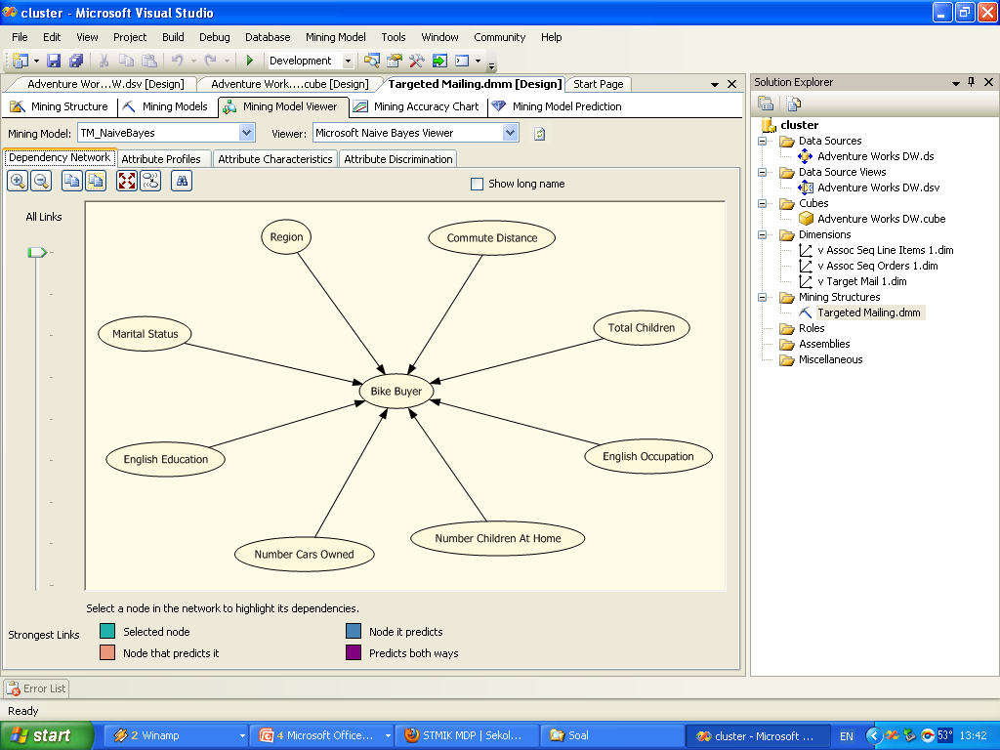 cluster - Microsoft Visual Studio
File Edit View Project Build Debug Database Mining Model Tools Window Community Help
Development
Adventure Wor...W.dsv [Design] Adventure Work....cube [Design] Targeted Mailing.dmm [Design] Start Page
Mining Structure Mining Models Mining Model Viewer Mining Accuracy Chart Mining Model Prediction
Mining Model: TM_NaiveBayes Viewer: Microsoft Naive Bayes Viewer
Dependency Network Attribute Profiles Attribute Characteristics Attribute Discrimination
Show long name
All Links
Region
Commute Distance
Marital Status
Total Children
Bike Buyer
English Education
English Occupation
Number Cars Owned
Number Children At Home
Select a node in the network to highlight its dependencies.
Strongest Links
Selected node
Node it predicts
Node that predicts it
Predicts both ways
Solution Explorer
cluster
Data Sources
Adventure Works DW.ds
Data Source Views
Adventure Works DW.dsv
Cubes
Adventure Works DW.cube
Dimensions
v Assoc Seq Line Items 1.dim
v Assoc Seq Orders 1.dim
v Target Mail 1.dim
Mining Structures
Targeted Mailing.dmm
Roles
Assemblies
Miscellaneous
Error List
Ready
start 2 Winamp 4 Microsoft Office... STMIK MDP | Sekol... Soal cluster - Microsoft ... EN 53° 13:42